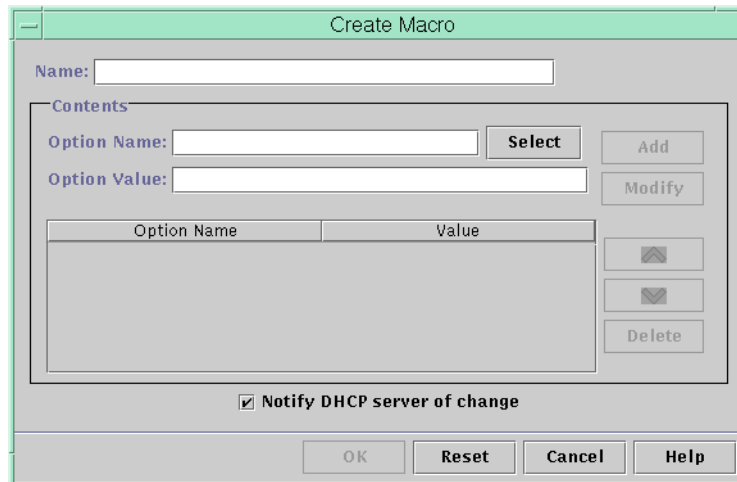 Create Macro
Name:
Contents
Option Name: Select Add
Option Value: Modify
Option Name Value
Delete
Notify DHCP server of change
OK Reset Cancel Help